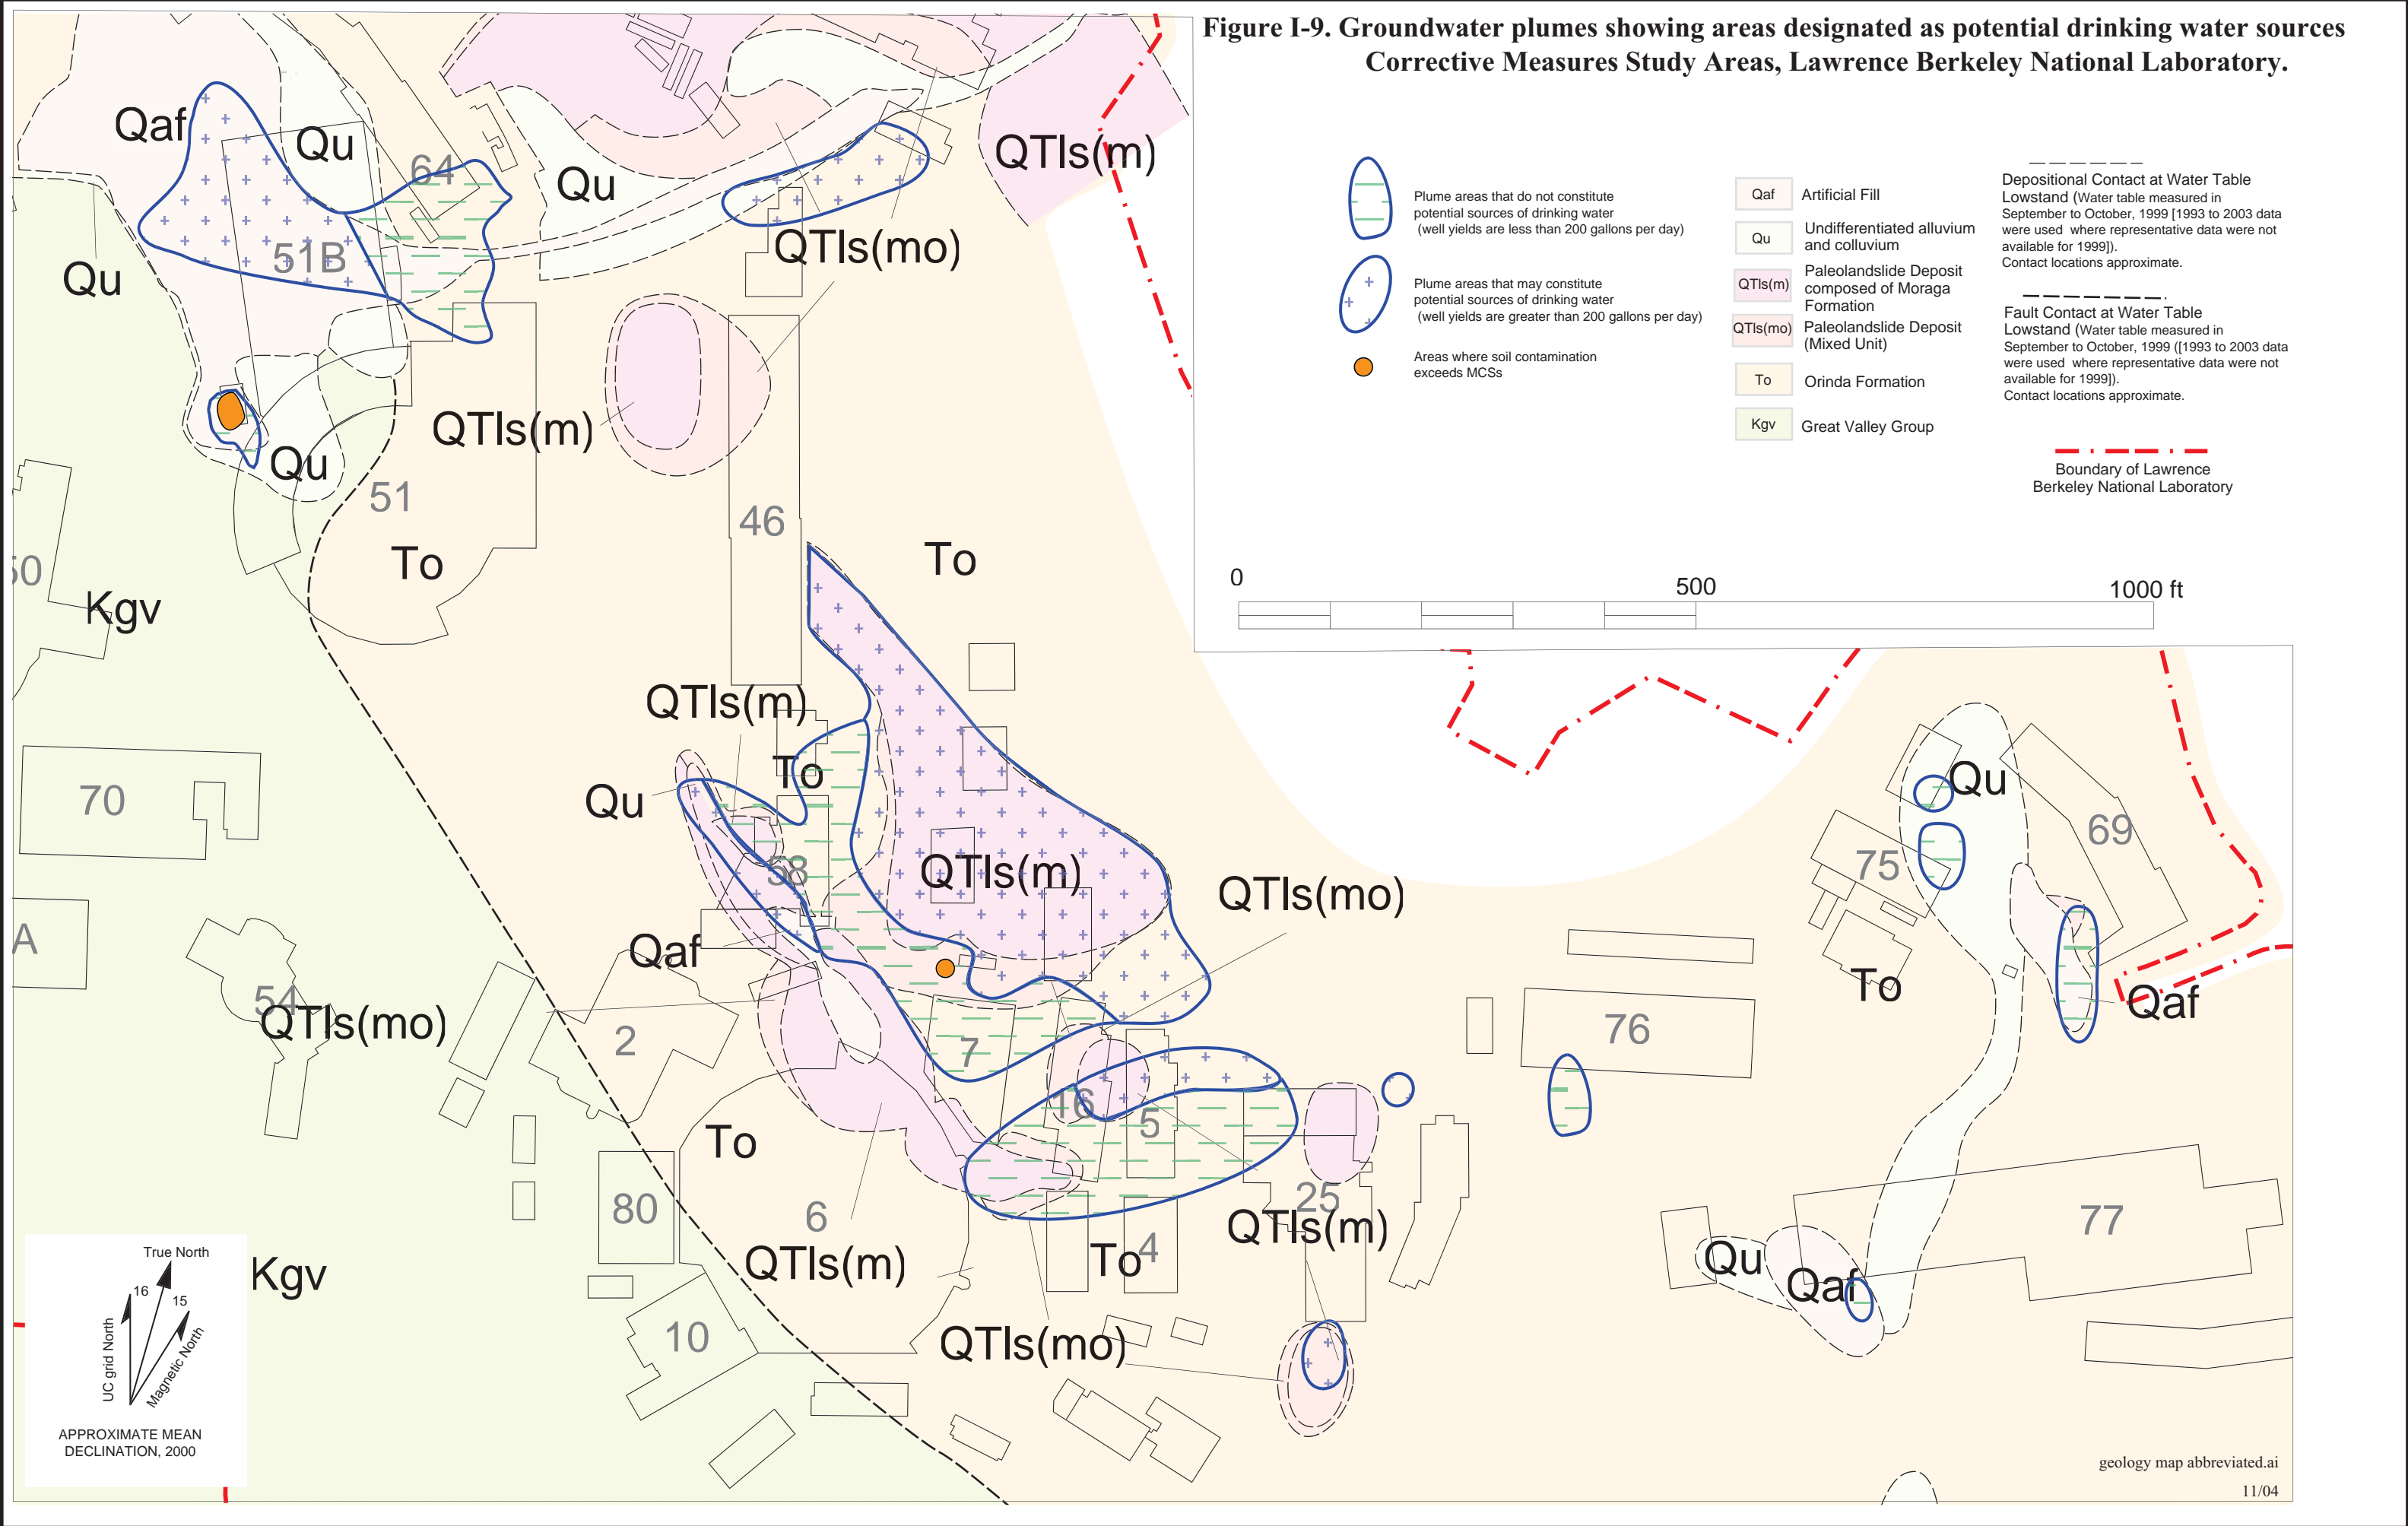 Figure I-9. Groundwater plumes showing areas designated as potential drinking water sources
Corrective Measures Study Areas, Lawrence Berkeley National Laboratory.
Plume areas that do not constitute
potential sources of drinking water
(well yields are less than 200 gallons per day)
Plume areas that may constitute
potential sources of drinking water
(well yields are greater than 200 gallons per day)
Areas where soil contamination
exceeds MCSs
Qaf
Artificial Fill
Qu
Undifferentiated alluvium
and colluvium
QTls(m)
Paleolandslide Deposit
composed of Moraga
Formation
QTls(mo)
Paleolandslide Deposit
(Mixed Unit)
To
Orinda Formation
Kgv
Great Valley Group
Depositional Contact at Water Table
Lowstand (Water table measured in
September to October, 1999 [1993 to 2003 data
were used where representative data were not
available for 1999]).
Contact locations approximate.
Fault Contact at Water Table
Lowstand (Water table measured in
September to October, 1999 ([1993 to 2003 data
were used where representative data were not
available for 1999]).
Contact locations approximate.
Boundary of Lawrence
Berkeley National Laboratory
0
500
1000 ft
Qaf
Qu
64
Qu
QTls(m)
51B
QTls(mo)
Qu
QTls(m)
Qu
51
46
To
To
50
Kgv
QTls(m)
To
Qu
70
58
QTls(m)
QTls(mo)
Qu
69
75
A
Qaf
To
Qaf
54
QTls(mo)
2
7
76
16
5
To
80
6
25
QTls(m)
QTls(m)
To
4
77
Qu
Qaf
Kgv
10
QTls(mo)
True North
16
15
UC grid North
Magnetic North
APPROXIMATE MEAN
DECLINATION, 2000
geology map abbreviated.ai
11/04